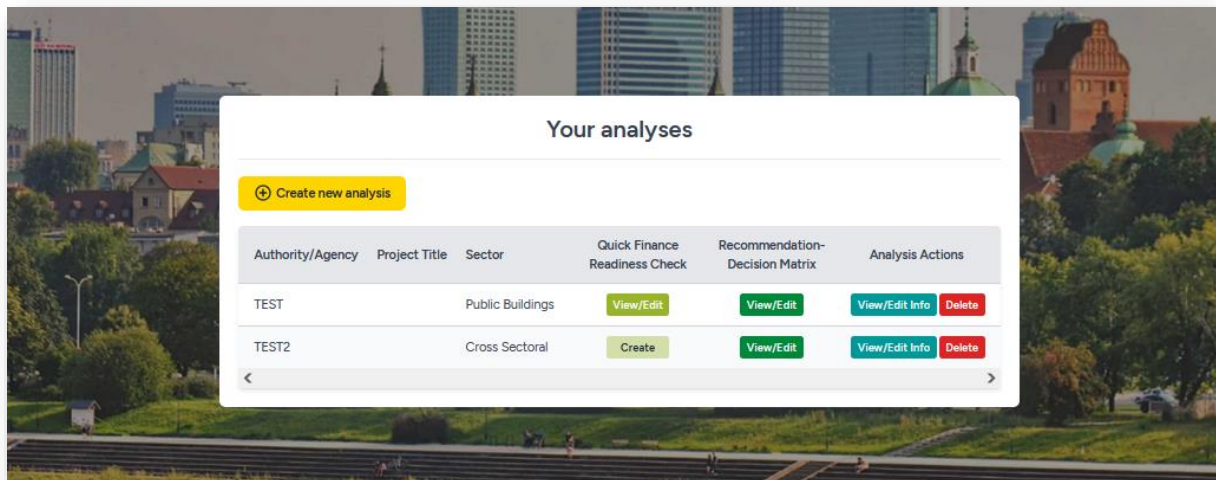 Your analyses
Create new analysis
Authority/Agency Project Title Sector Quick Finance Readiness Check Recommendation-Decision Matrix Analysis Actions
TEST Public Buildings View/Edit View/Edit View/Edit Info Delete
TEST2 Cross Sectoral Create View/Edit View/Edit Info Delete